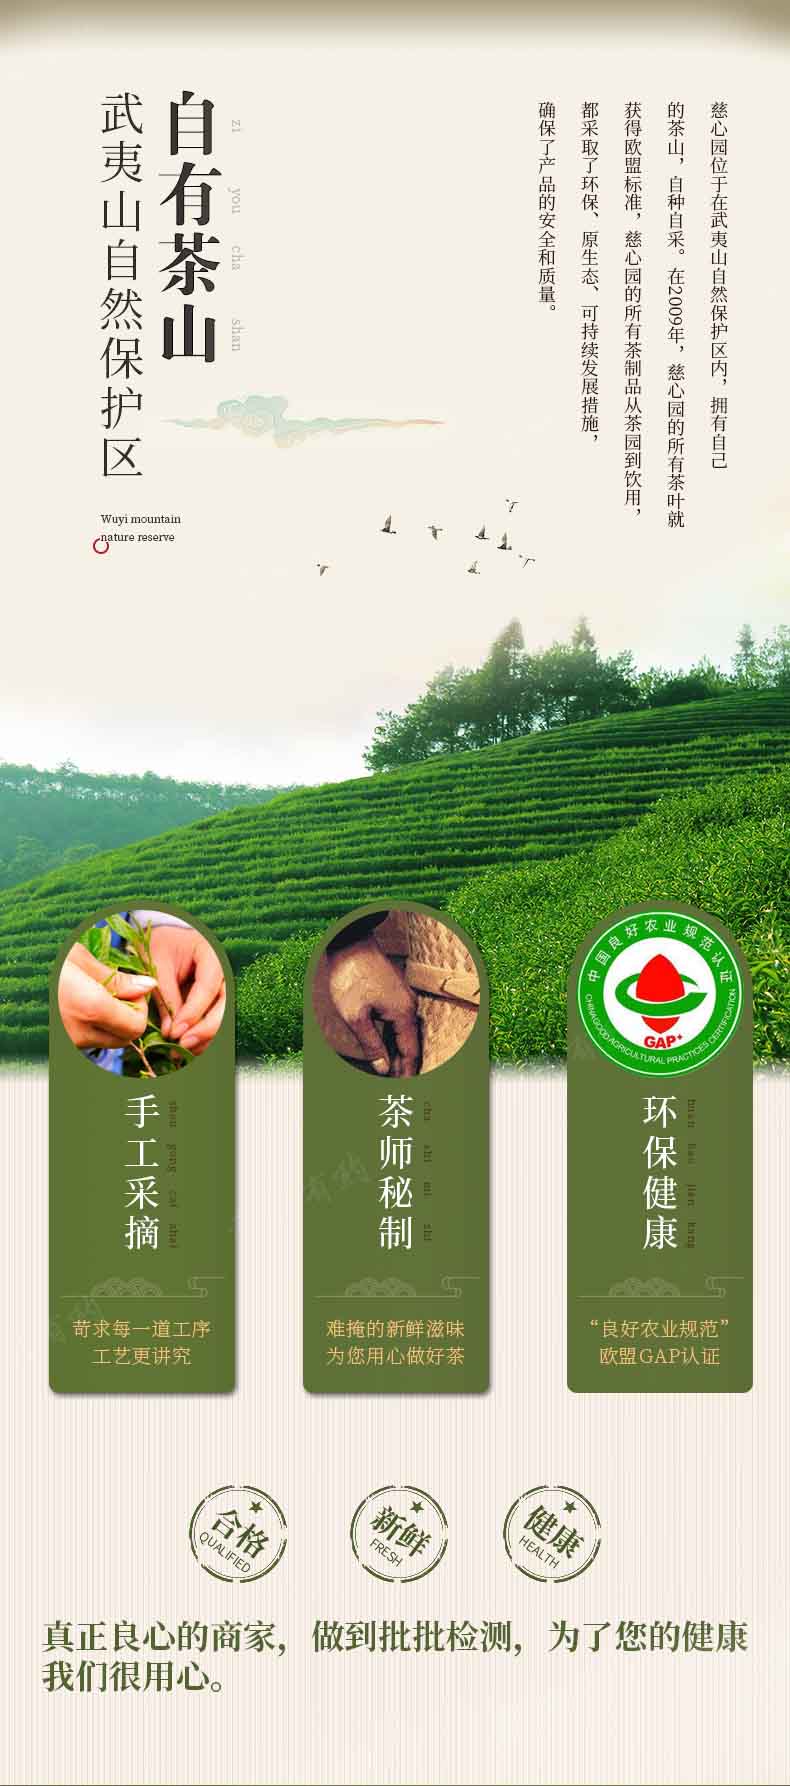 自有茶山
zi you cha shan
武夷山自然保护区
Wuyi mountain
nature reserve
慈心园位于在武夷山自然保护区内，拥有自己
的茶山，自种自采。在2009年，慈心园的所有茶叶就
获得欧盟标准，慈心园的所有茶制品从茶园到饮用，
都采取了环保、原生态、可持续发展措施，
确保了产品的安全和质量。
手工采摘
shou gong cai zhai
苛求每一道工序
工艺更讲究
茶师秘制
cha shi mi zhi
难掩的新鲜滋味
为您用心做好茶
中国良好农业规范认证
GAP+
CHINA GOOD AGRICULTURAL PRACTICES CERTIFICATION
环保健康
huan bao jian kang
“良好农业规范”
欧盟GAP认证
合格
QUALIFIED
新鲜
FRESH
健康
HEALTH
真正良心的商家，做到批批检测，为了您的健康
我们很用心。